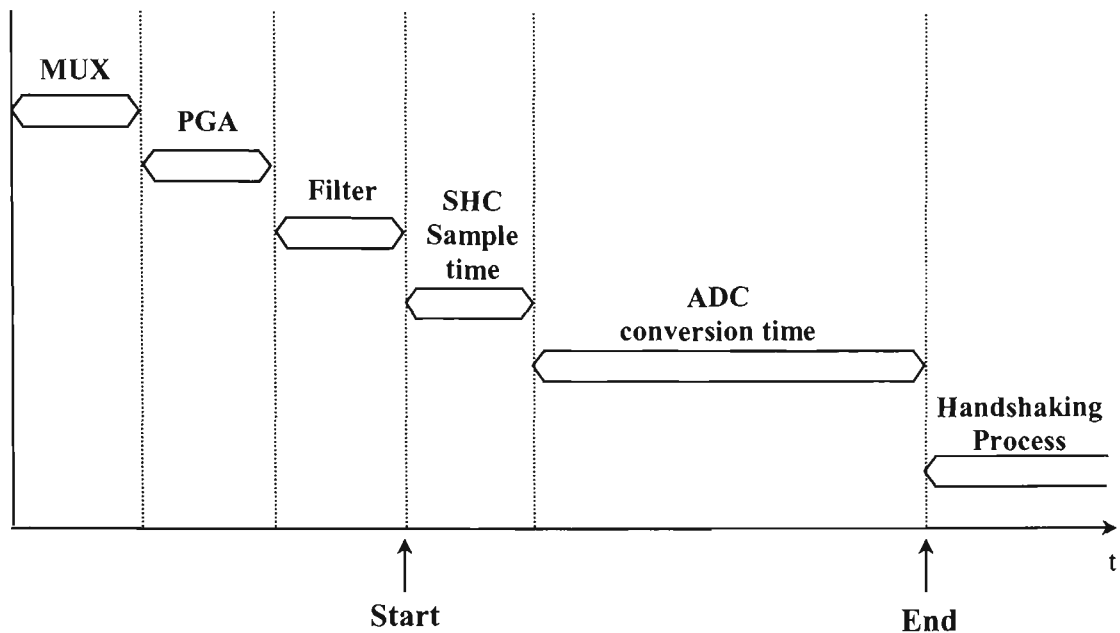 MUX
PGA
Filter
SHC
Sample
time
ADC
conversion time
Handshaking
Process
t
Start
End